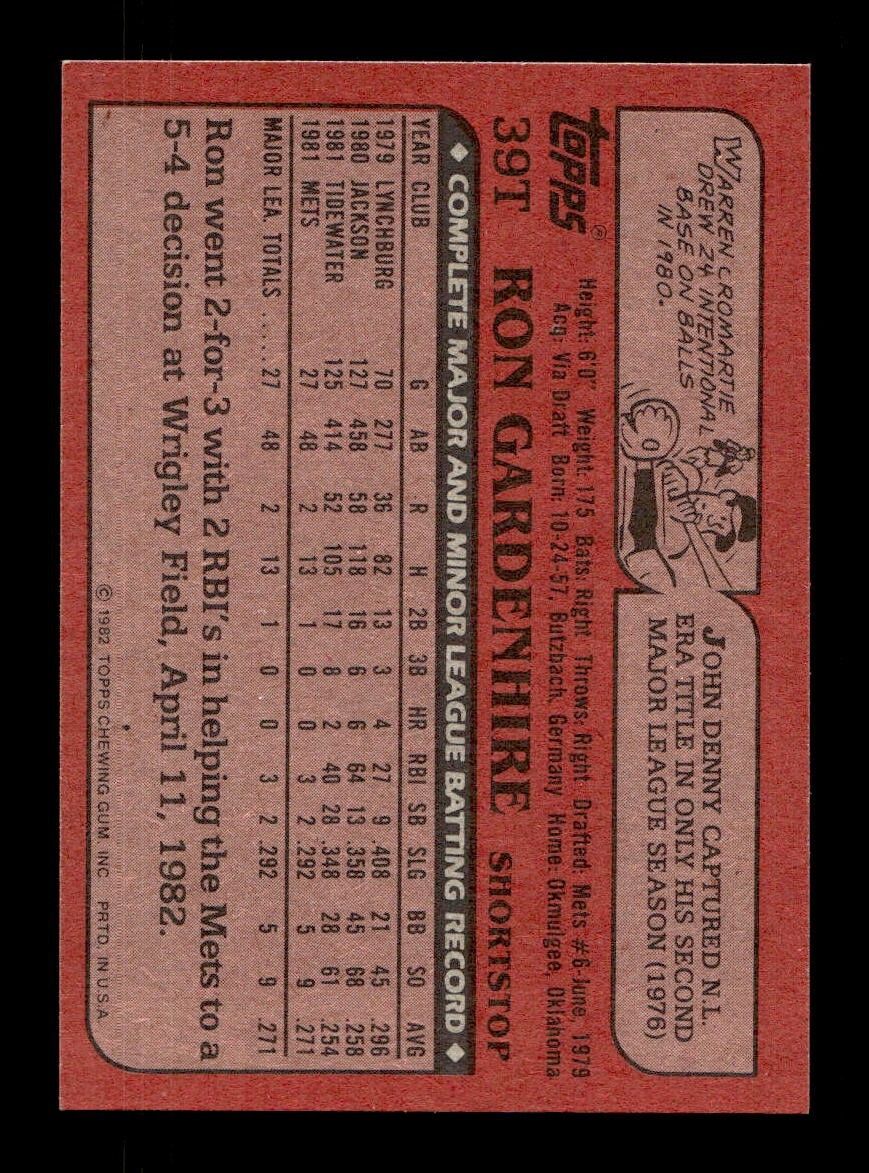 WARREN CROMARTIE
DREW 24 INTENTIONAL
BASE ON BALLS
IN 1980.
JOHN DENNY CAPTURED N.L.
ERA TITLE IN ONLY HIS SECOND
MAJOR LEAGUE SEASON (1976)
topps®
Height: 6'0" Weight: 175 Bats: Right Throws: Right Drafted: Mets #6-June, 1979
Acq: Via Draft Born: 10-24-57, Butzbach, Germany Home: Okmulgee, Oklahoma
39T RON GARDENHIRE SHORTSTOP
◆ COMPLETE MAJOR AND MINOR LEAGUE BATTING RECORD ◆
YEAR CLUB G AB R H 2B 3B HR RBI SB SLG BB SO AVG
1979 LYNCHBURG 70 277 36 82 13 3 4 27 9 .408 21 45 .296
1980 JACKSON 127 458 58 118 16 6 6 64 13 .358 45 68 .258
1981 TIDEWATER 125 414 52 105 17 8 2 40 28 .348 28 61 .254
1981 METS 27 48 2 13 1 0 0 3 2 .292 5 9 .271
MAJOR LEA. TOTALS ..... 27 48 2 13 1 0 0 3 2 .292 5 9 .271
Ron went 2-for-3 with 2 RBI's in helping the Mets to a
5-4 decision at Wrigley Field, April 11, 1982.
© 1982 TOPPS CHEWING GUM, INC. PRTD. IN U.S.A.